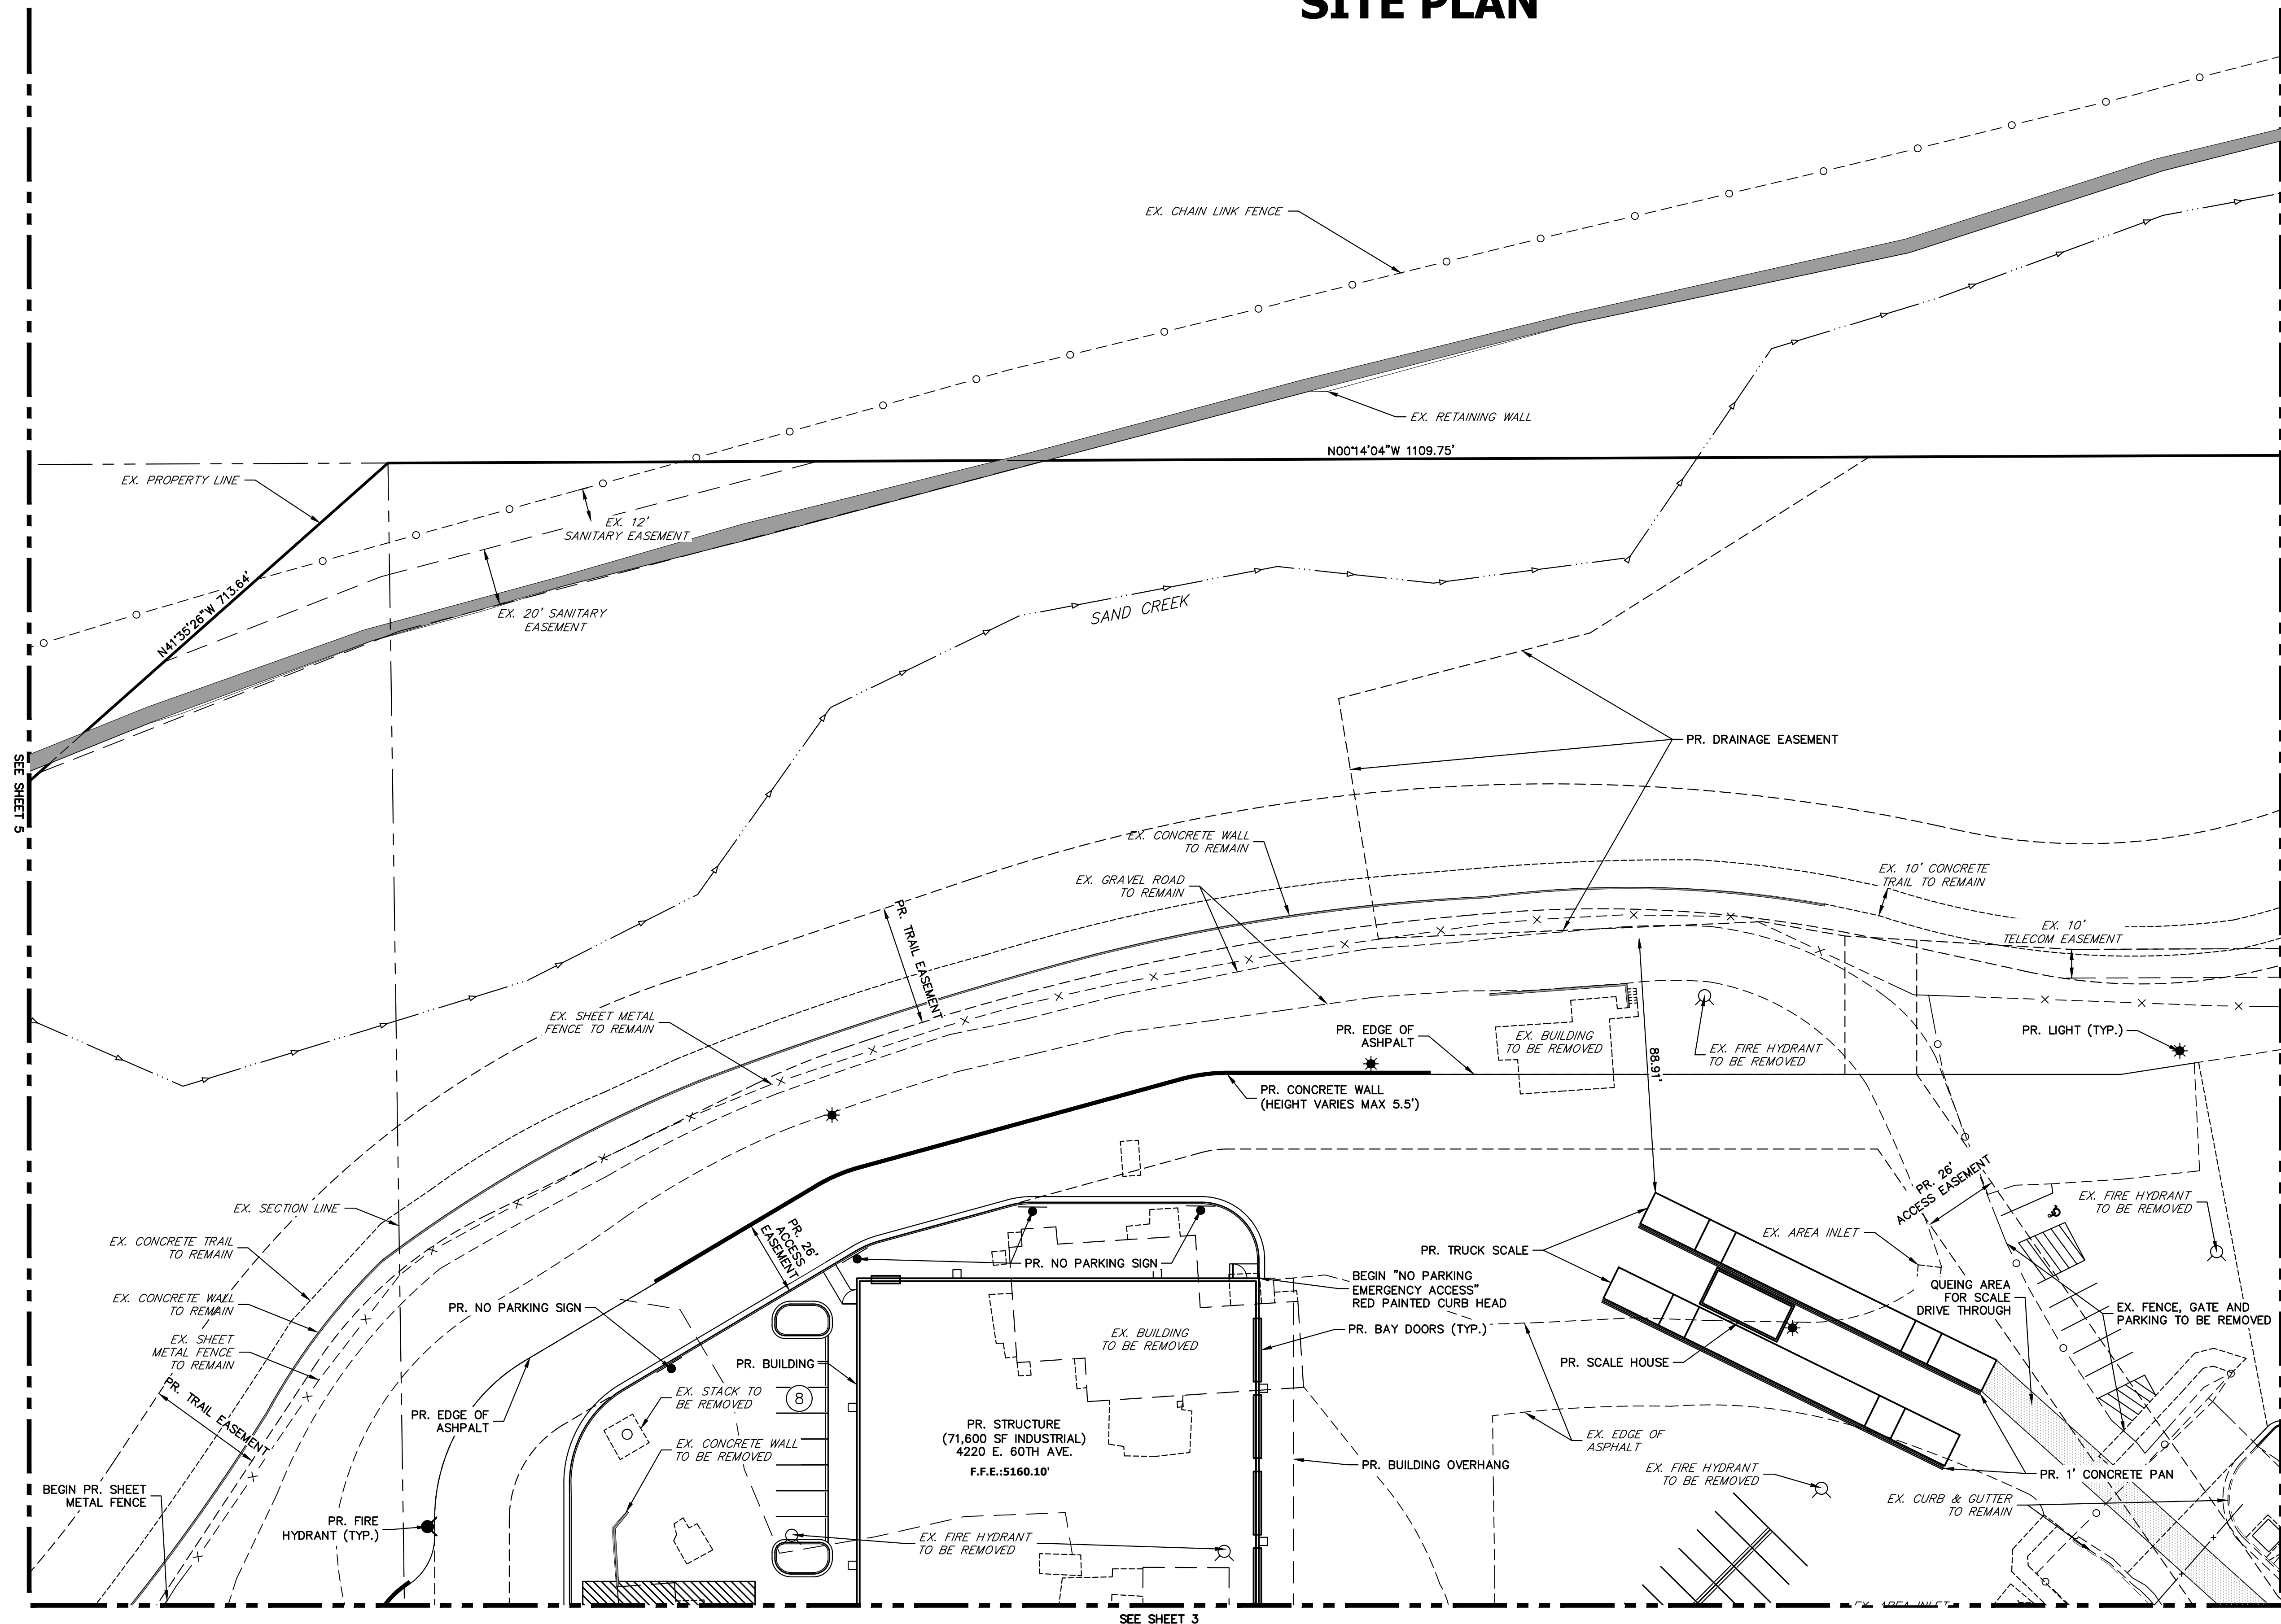 SITE PLAN
EX. CHAIN LINK FENCE
EX. RETAINING WALL
N00°14'04"W 1109.75'
EX. PROPERTY LINE
EX. 12'
SANITARY EASEMENT
N41°35'26"W 713.64'
EX. 20' SANITARY
EASEMENT
SAND CREEK
PR. DRAINAGE EASEMENT
SEE SHEET 5
EX. CONCRETE WALL
TO REMAIN
EX. GRAVEL ROAD
TO REMAIN
EX. 10' CONCRETE
TRAIL TO REMAIN
PR. TRAIL EASEMENT
EX. 10'
TELECOM EASEMENT
EX. SHEET METAL
FENCE TO REMAIN
PR. EDGE OF
ASHPALT
EX. BUILDING
TO BE REMOVED
EX. FIRE HYDRANT
TO BE REMOVED
88.91'
PR. LIGHT (TYP.)
PR. CONCRETE WALL
(HEIGHT VARIES MAX 5.5')
EX. SECTION LINE
EX. CONCRETE TRAIL
TO REMAIN
PR. 26'
ACCESS
EASEMENT
PR. 26'
ACCESS EASEMENT
EX. FIRE HYDRANT
TO BE REMOVED
EX. AREA INLET
PR. TRUCK SCALE
PR. NO PARKING SIGN
BEGIN "NO PARKING
EMERGENCY ACCESS"
RED PAINTED CURB HEAD
QUEING AREA
FOR SCALE
DRIVE THROUGH
EX. CONCRETE WALL
TO REMAIN
PR. NO PARKING SIGN
EX. FENCE, GATE AND
PARKING TO BE REMOVED
EX. SHEET
METAL FENCE
TO REMAIN
EX. BUILDING
TO BE REMOVED
PR. BAY DOORS (TYP.)
PR. BUILDING
PR. SCALE HOUSE
PR. TRAIL EASEMENT
EX. STACK TO
BE REMOVED
8
PR. EDGE OF
ASHPALT
PR. STRUCTURE
(71,600 SF INDUSTRIAL)
4220 E. 60TH AVE.
F.F.E.:5160.10'
EX. CONCRETE WALL
TO BE REMOVED
EX. EDGE OF
ASPHALT
PR. BUILDING OVERHANG
EX. FIRE HYDRANT
TO BE REMOVED
PR. 1' CONCRETE PAN
BEGIN PR. SHEET
METAL FENCE
EX. CURB & GUTTER
TO REMAIN
PR. FIRE
HYDRANT (TYP.)
EX. FIRE HYDRANT
TO BE REMOVED
EX. AREA INLET
SEE SHEET 3